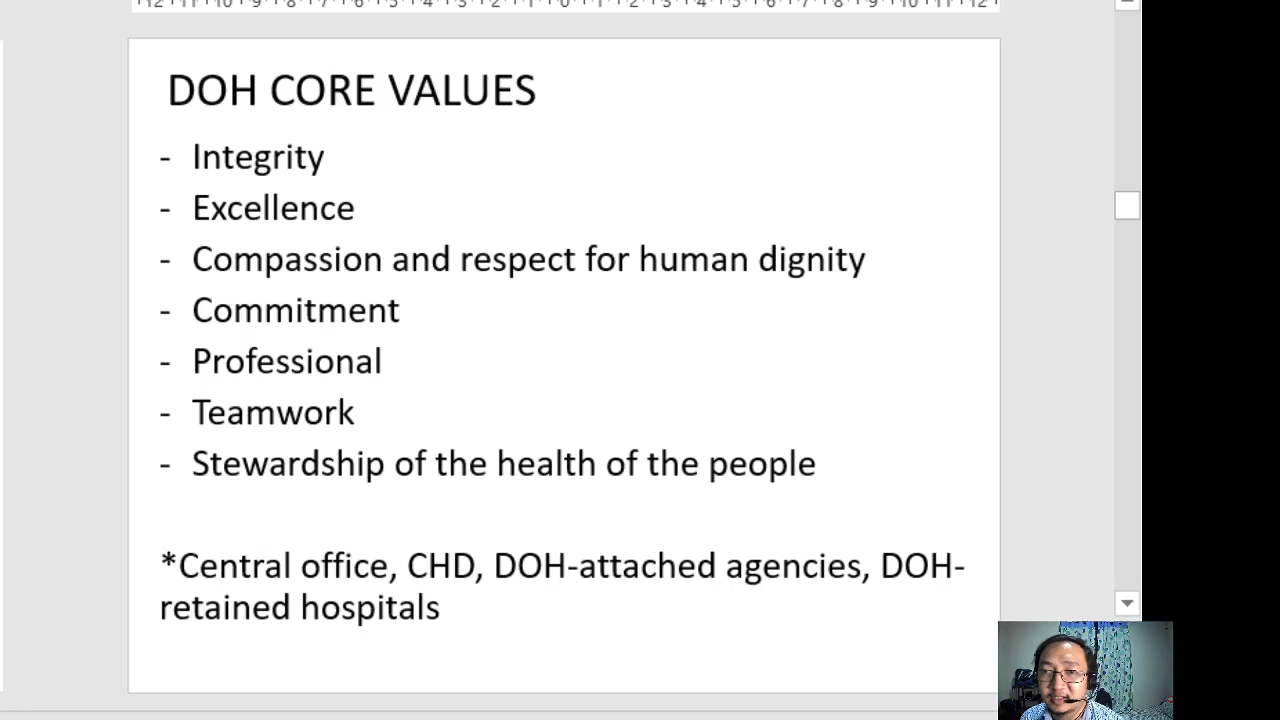 DOH CORE VALUES
- Integrity
- Excellence
- Compassion and respect for human dignity
- Commitment
- Professional
- Teamwork
- Stewardship of the health of the people
*Central office, CHD, DOH-attached agencies, DOH-
retained hospitals